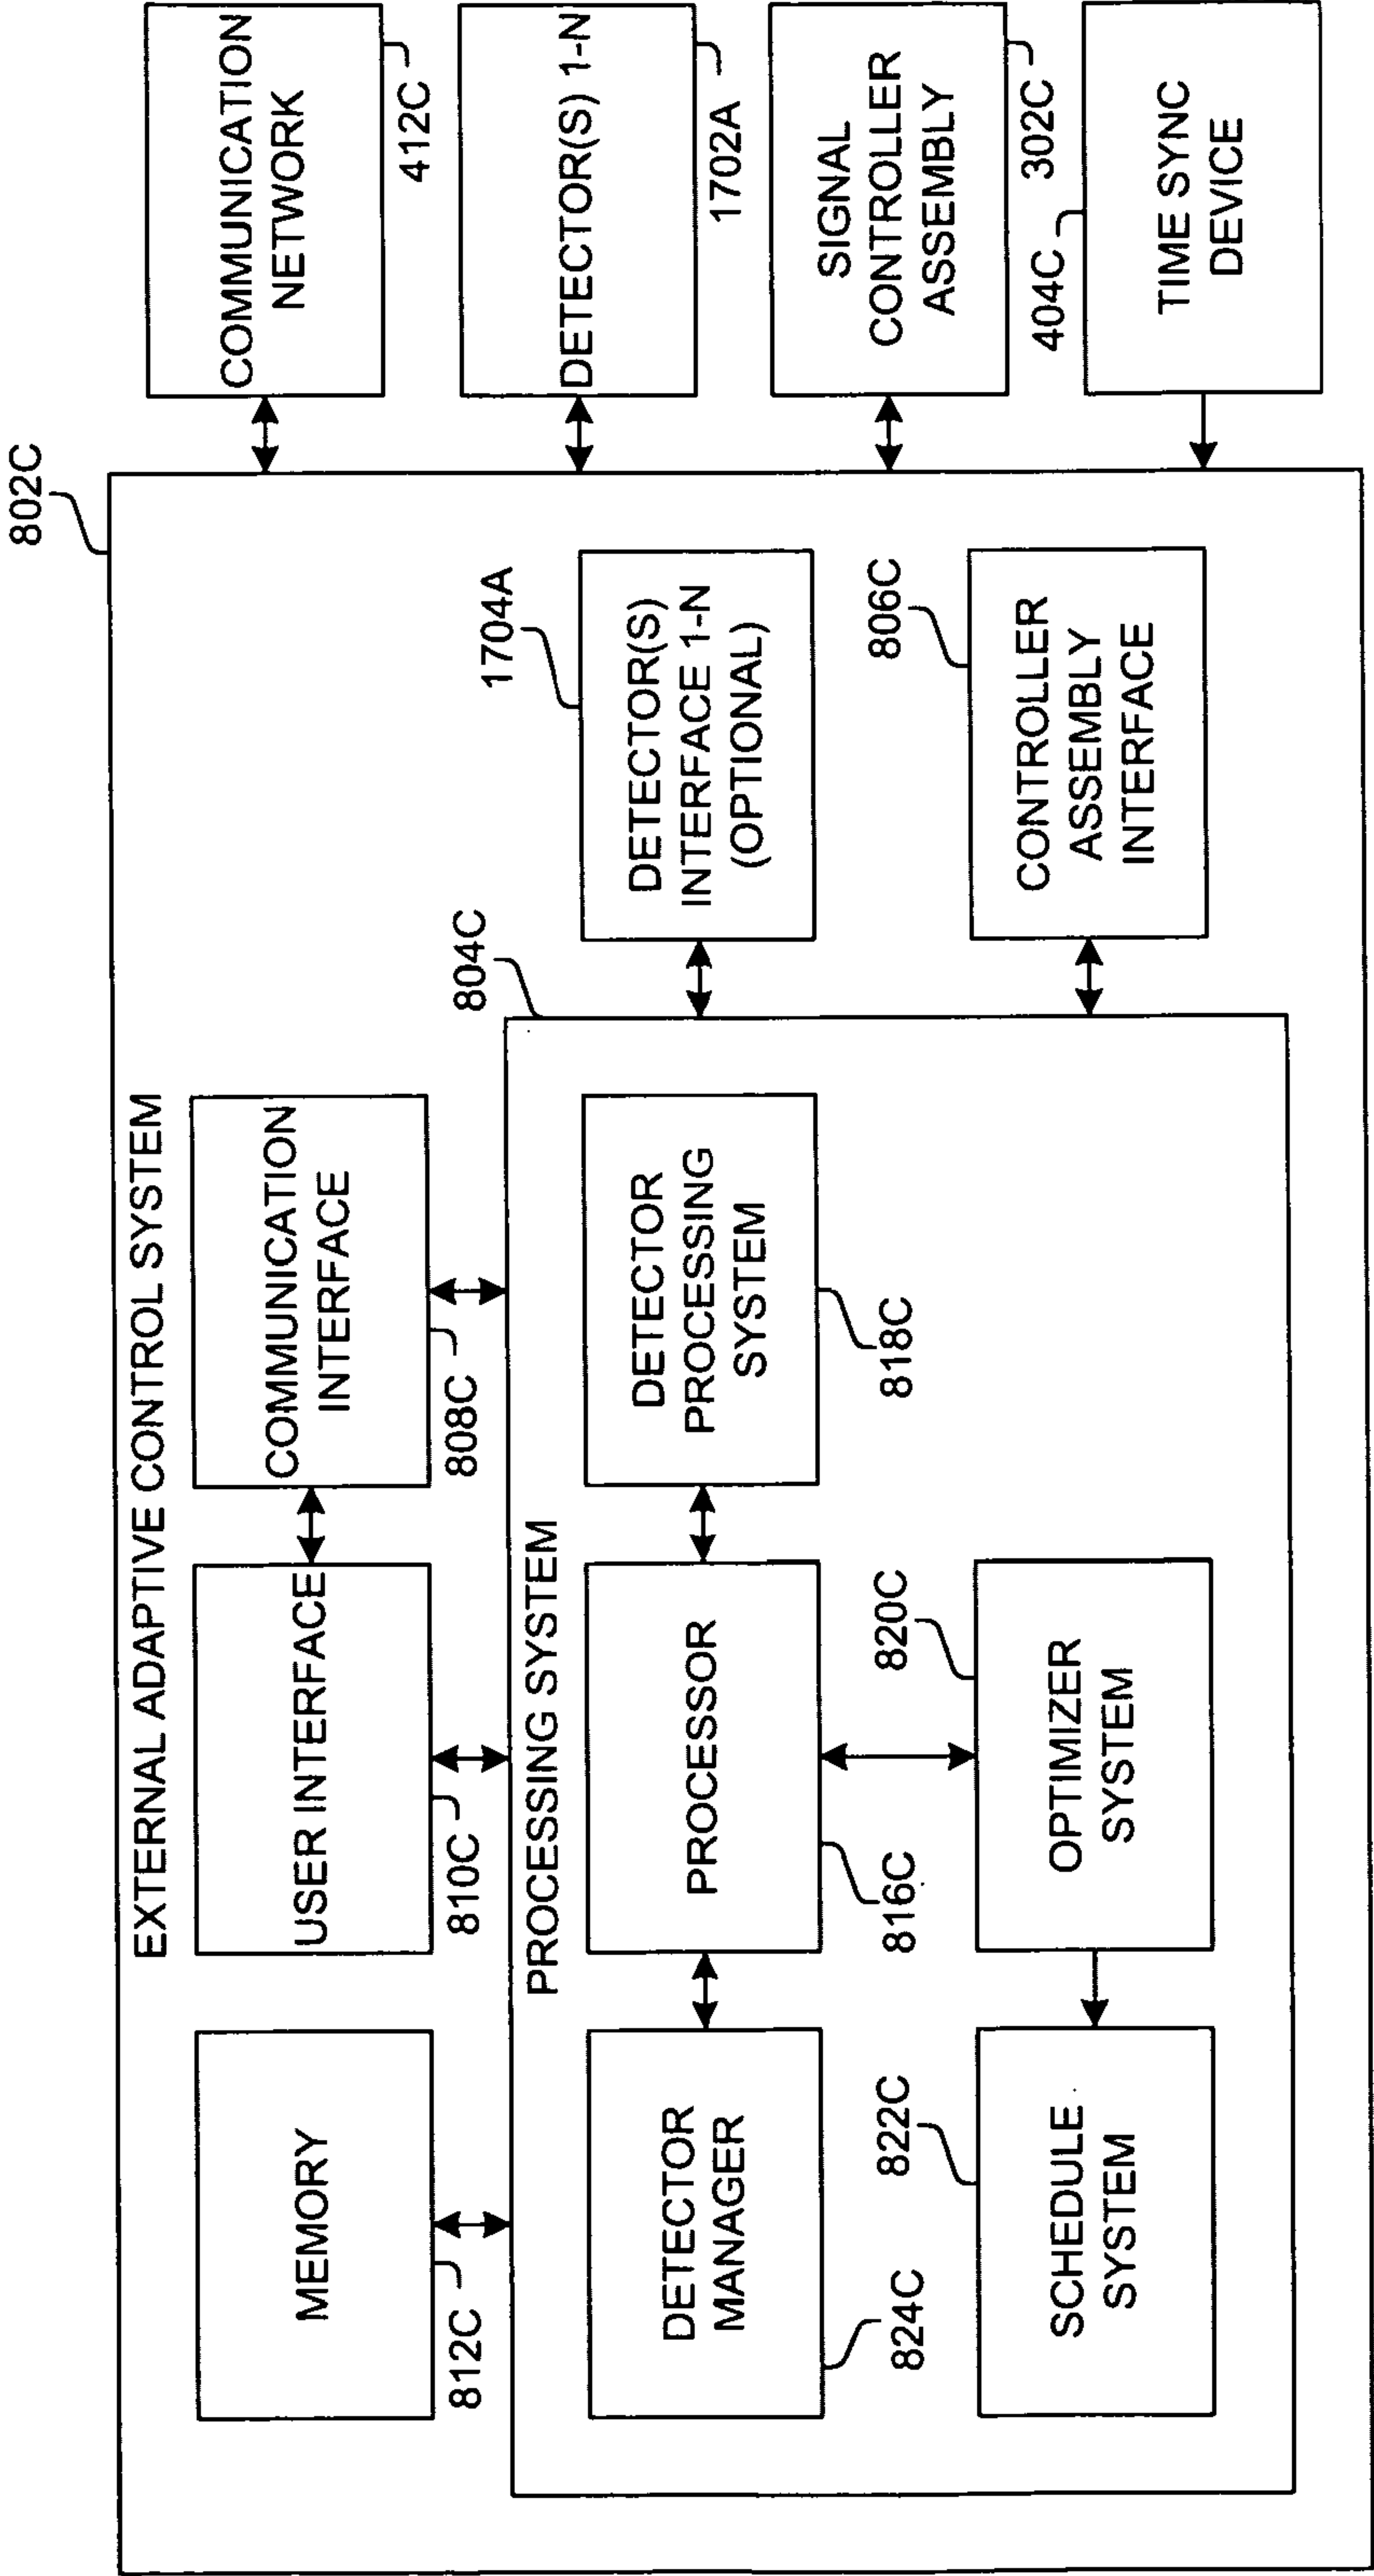 802C
EXTERNAL ADAPTIVE CONTROL SYSTEM
MEMORY
812C
USER INTERFACE
810C
COMMUNICATION
INTERFACE
808C
PROCESSING SYSTEM
804C
DETECTOR
MANAGER
824C
PROCESSOR
816C
DETECTOR
PROCESSING
SYSTEM
818C
822C
SCHEDULE
SYSTEM
820C
OPTIMIZER
SYSTEM
1704A
DETECTOR(S)
INTERFACE 1-N
(OPTIONAL)
806C
CONTROLLER
ASSEMBLY
INTERFACE
COMMUNICATION
NETWORK
412C
DETECTOR(S) 1-N
1702A
SIGNAL
CONTROLLER
ASSEMBLY
302C
404C
TIME SYNC
DEVICE